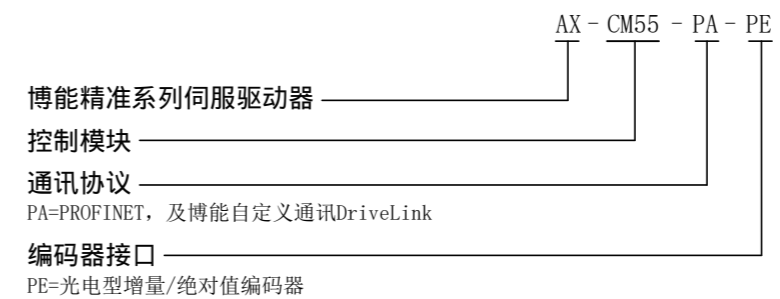 AX-CM55-PA-PE
博能精准系列伺服驱动器
控制模块
通讯协议
PA=PROFINET，及博能自定义通讯DriveLink
编码器接口
PE=光电型增量/绝对值编码器